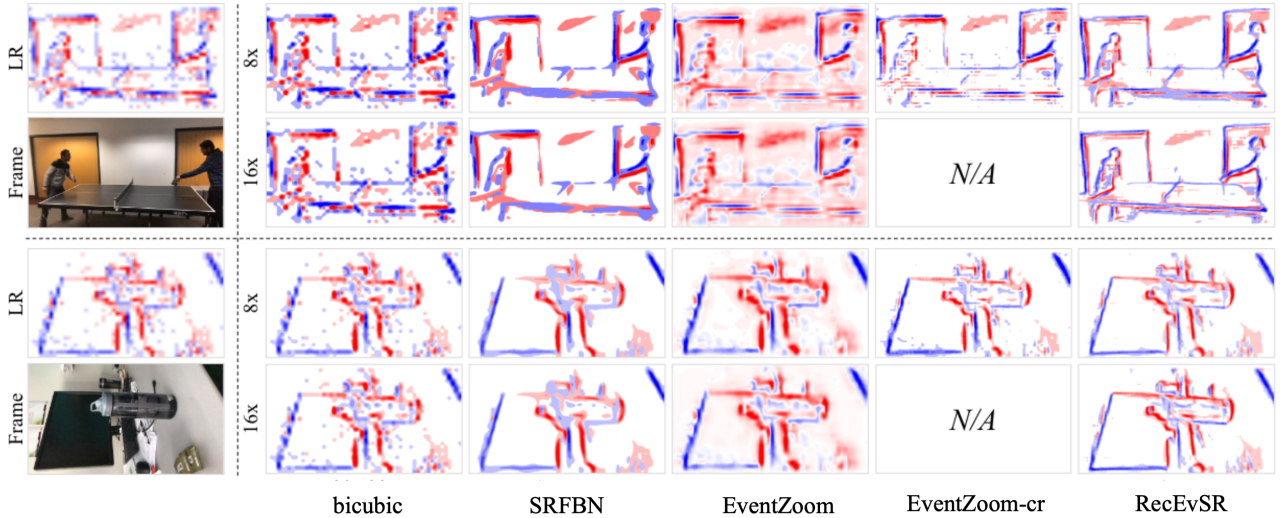 LR
8x
Frame
16x
N/A
LR
8x
Frame
16x
N/A
bicubic
SRFBN
EventZoom
EventZoom-cr
RecEvSR